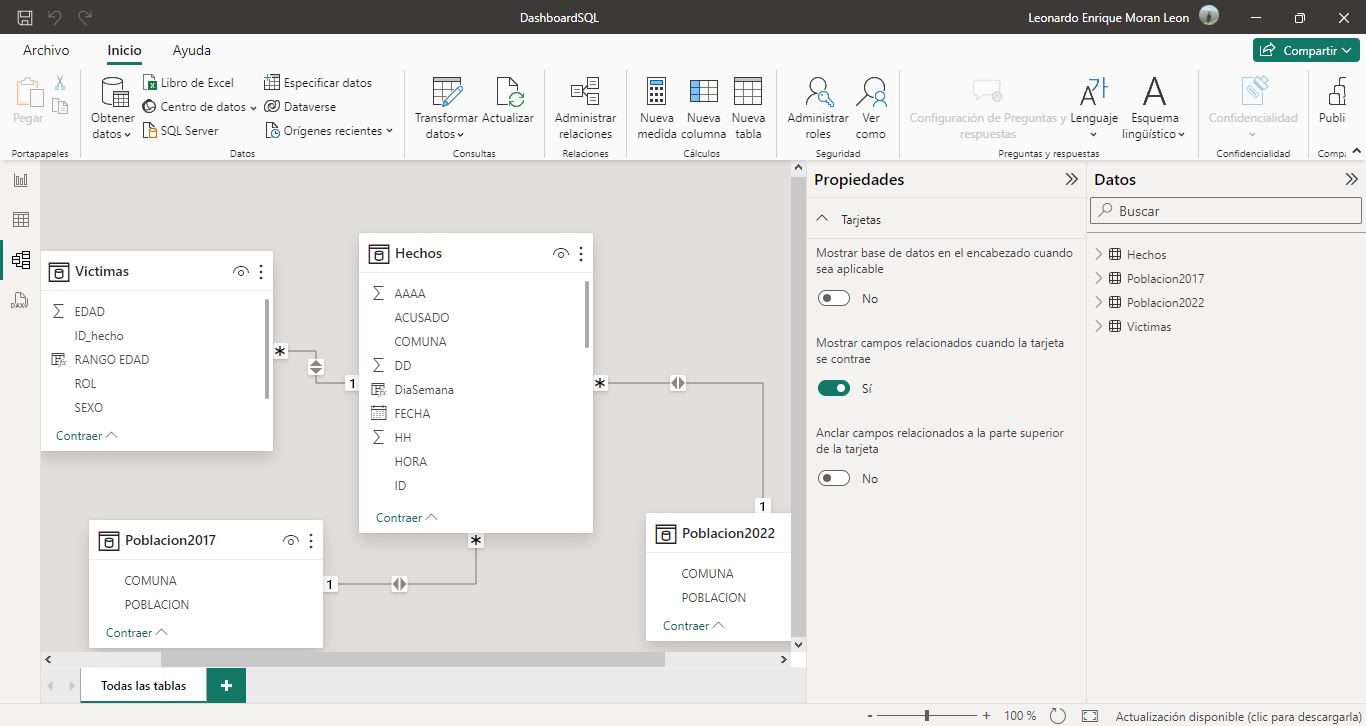 DashboardSQL
Leonardo Enrique Moran Leon
Archivo Inicio Ayuda
Compartir
Pegar
Portapapeles
Obtener datos
Libro de Excel
Centro de datos
SQL Server
Especificar datos
Dataverse
Orígenes recientes
Datos
Transformar datos
Actualizar
Consultas
Administrar relaciones
Relaciones
Nueva medida
Nueva columna
Nueva tabla
Cálculos
Administrar roles
Ver como
Seguridad
Configuración de Preguntas y respuestas
Lenguaje
Esquema lingüístico
Preguntas y respuestas
Confidencialidad
Confidencialidad
Publi
Comp:
DAX
Victimas
EDAD
ID_hecho
RANGO EDAD
ROL
SEXO
Contraer
* 1
Hechos
AAAA
ACUSADO
COMUNA
DD
DiaSemana
FECHA
HH
HORA
ID
Contraer
*
1
*
1
Poblacion2017
COMUNA
POBLACION
Contraer
Poblacion2022
COMUNA
POBLACION
Contraer
Propiedades
Tarjetas
Mostrar base de datos en el encabezado cuando
sea aplicable
No
Mostrar campos relacionados cuando la tarjeta
se contrae
Sí
Anclar campos relacionados a la parte superior
de la tarjeta
No
Datos
Buscar
Hechos
Poblacion2017
Poblacion2022
Victimas
Todas las tablas +
- + 100 %
Actualización disponible (clic para descargarla)